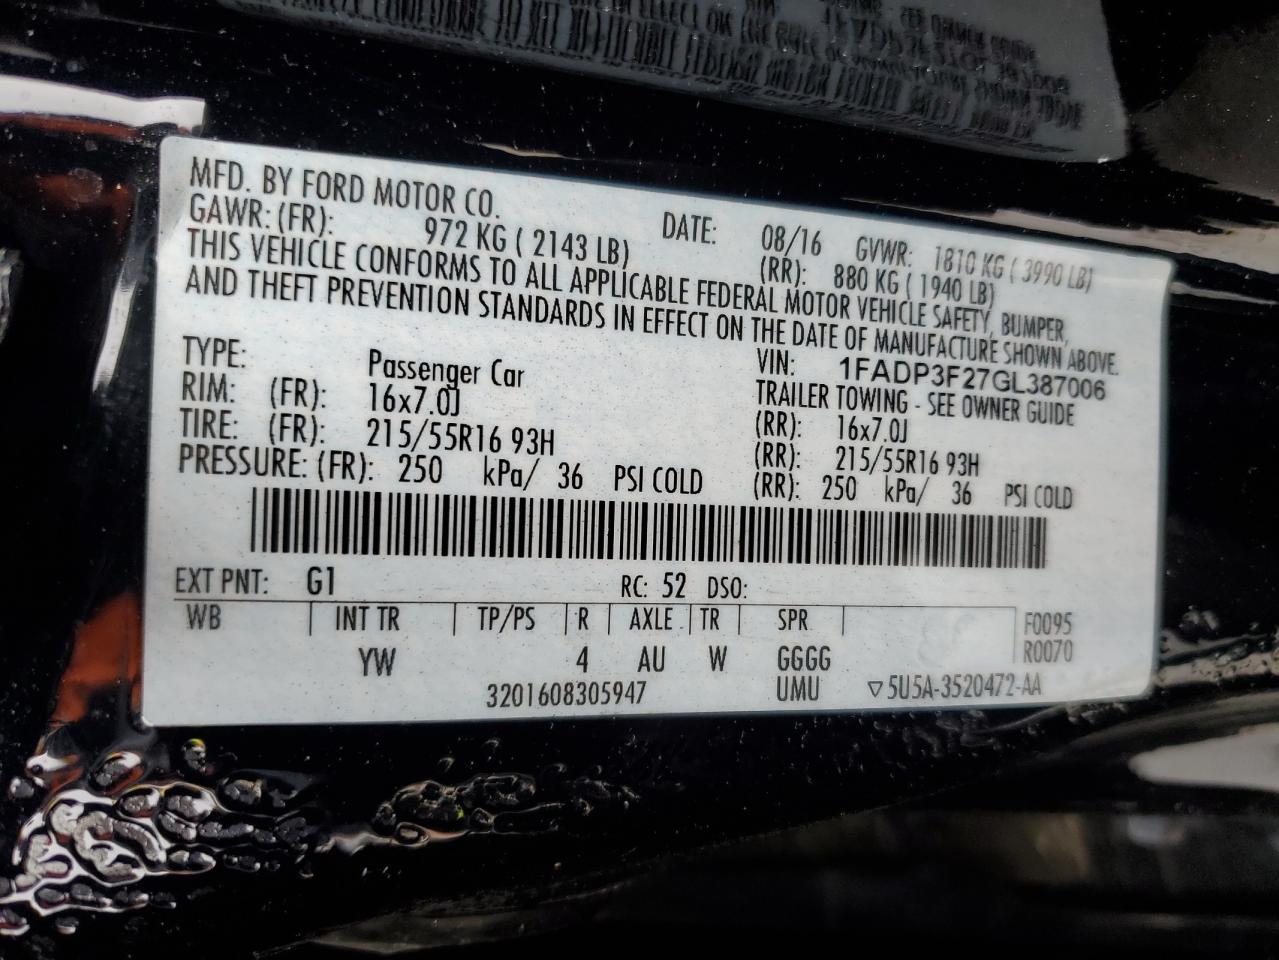 MFD. BY FORD MOTOR CO.
DATE: 08/16 GVWR: 1810 KG ( 3990 LB)
GAWR: (FR): 972 KG ( 2143 LB) (RR): 880 KG ( 1940 LB)
THIS VEHICLE CONFORMS TO ALL APPLICABLE FEDERAL MOTOR VEHICLE SAFETY, BUMPER,
AND THEFT PREVENTION STANDARDS IN EFFECT ON THE DATE OF MANUFACTURE SHOWN ABOVE.
VIN: 1FADP3F27GL387006
TYPE: Passenger Car TRAILER TOWING - SEE OWNER GUIDE
RIM: (FR): 16x7.0J (RR): 16x7.0J
TIRE: (FR): 215/55R16 93H (RR): 215/55R16 93H
PRESSURE: (FR): 250 kPa/ 36 PSI COLD (RR): 250 kPa/ 36 PSI COLD
EXT PNT: G1 RC: 52 DSO:
WB INT TR TP/PS R AXLE TR SPR F0095
YW 4 AU W GGGG R0070
3201608305947 UMU ▽5U5A-3520472-AA